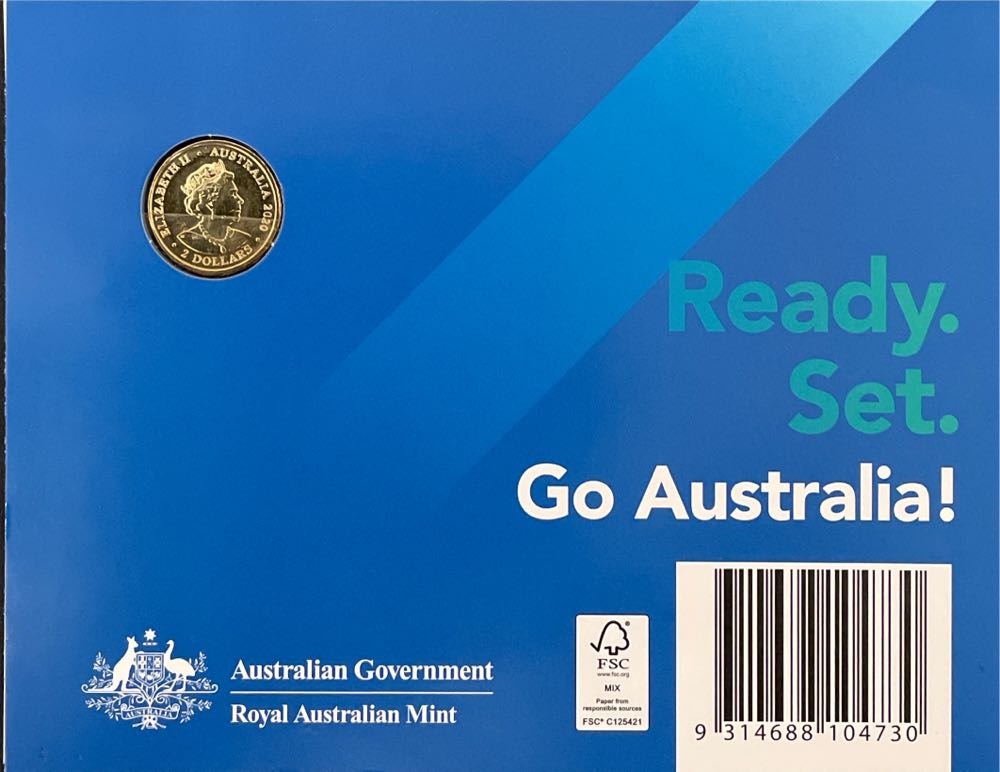 ELIZABETH II • AUSTRALIA 2020
2 DOLLARS
Ready.
Set.
Go Australia!
Australian Government
Royal Australian Mint
AUSTRALIA
FSC
www.fsc.org
MIX
Paper from
responsible sources
FSC® C125421
9 314688 104730